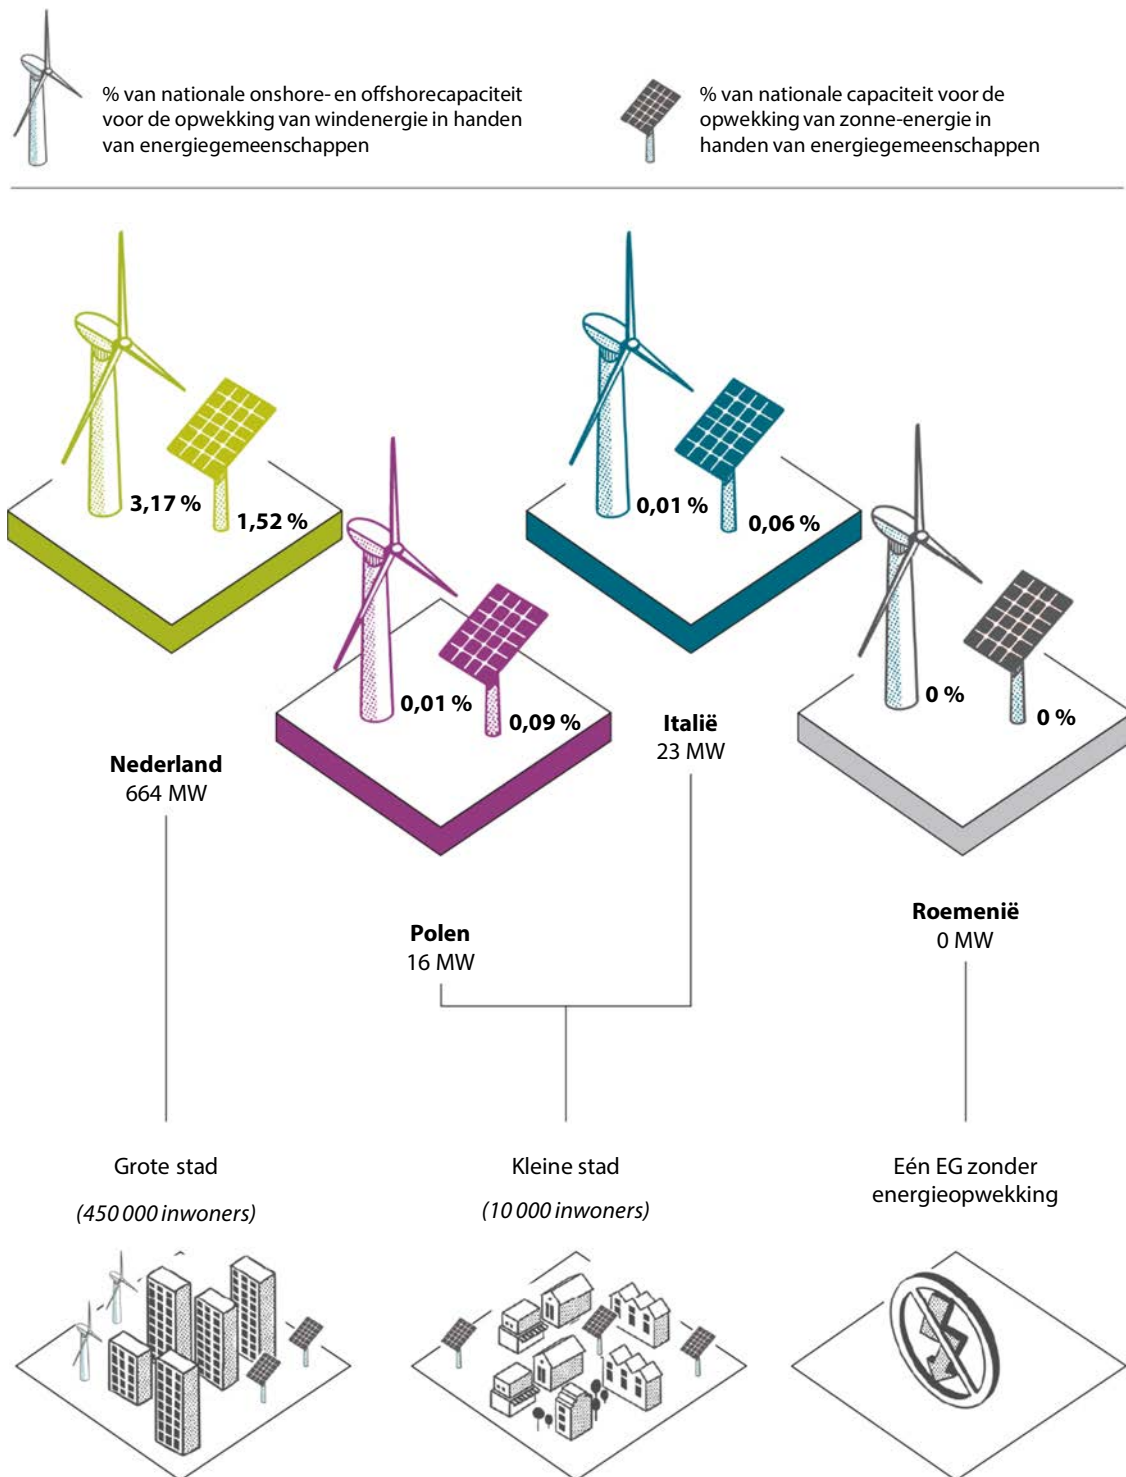 % van nationale onshore- en offshorecapaciteit
voor de opwekking van windenergie in handen
van energiegemeenschappen
% van nationale capaciteit voor de
opwekking van zonne-energie in
handen van energiegemeenschappen
3,17 %
1,52 %
0,01 %
0,06 %
0,01 %
0,09 %
0 %
0 %
Nederland
664 MW
Italië
23 MW
Polen
16 MW
Roemenië
0 MW
Grote stad
(450 000 inwoners)
Kleine stad
(10 000 inwoners)
Eén EG zonder
energieopwekking